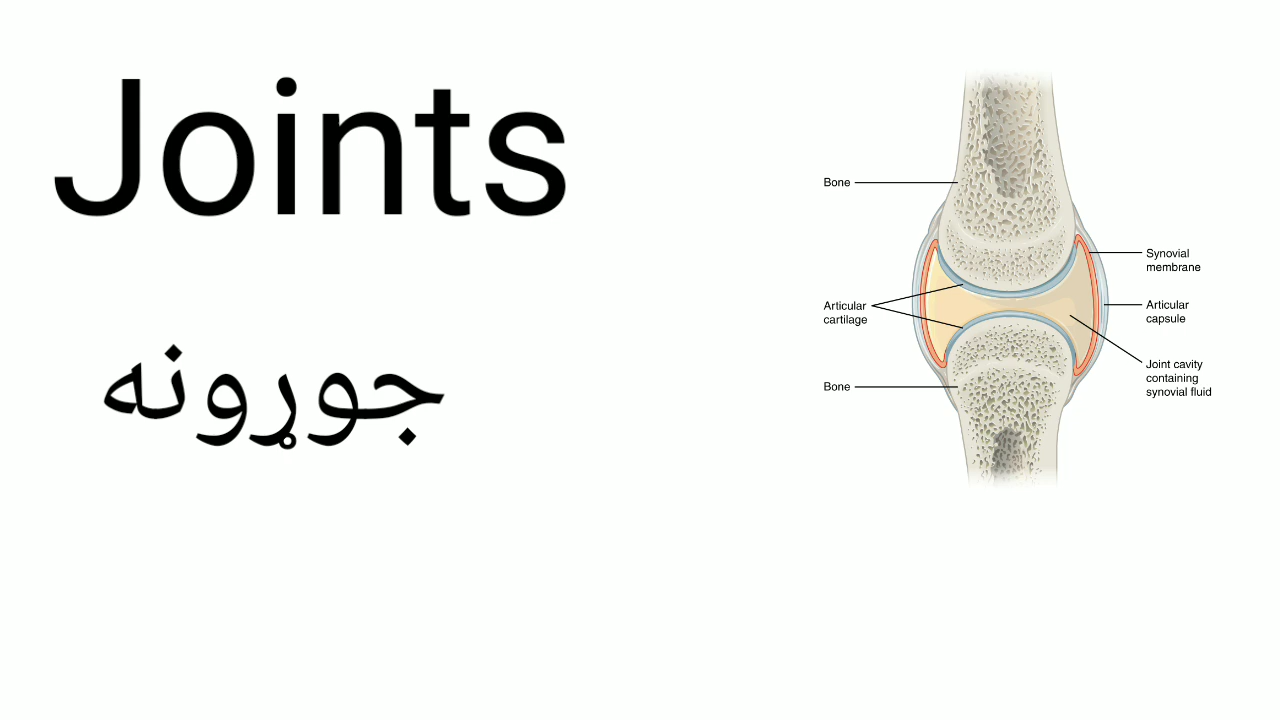 Joints
جوړونه
Bone
Articular
cartilage
Bone
Synovial
membrane
Articular
capsule
Joint cavity
containing
synovial fluid